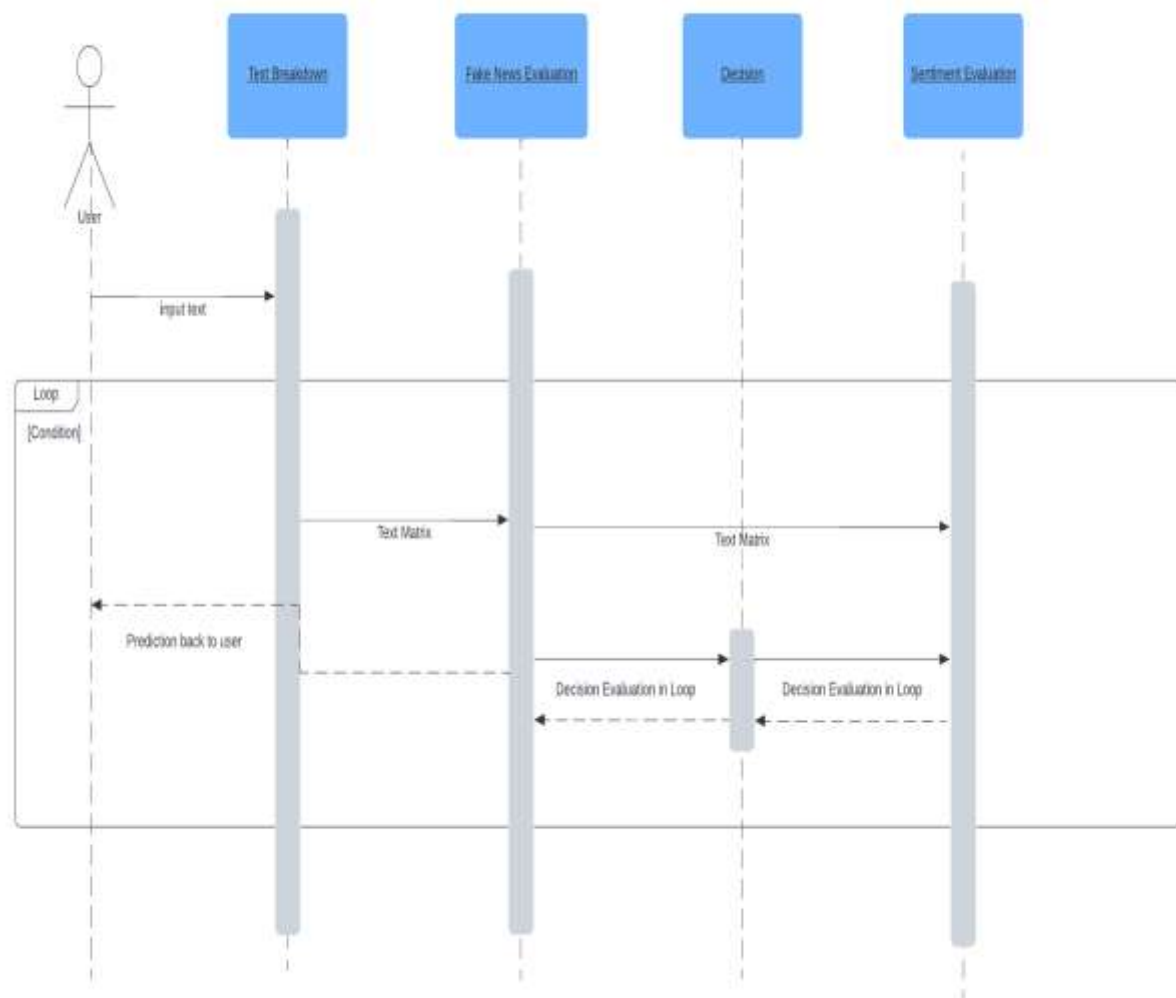 Test Breakdown
Fake News Evaluation
Decision
Sentiment Evaluation
User
input text
Loop
[Condition]
Text Matrix
Text Matrix
Prediction back to user
Decision Evaluation in Loop
Decision Evaluation in Loop